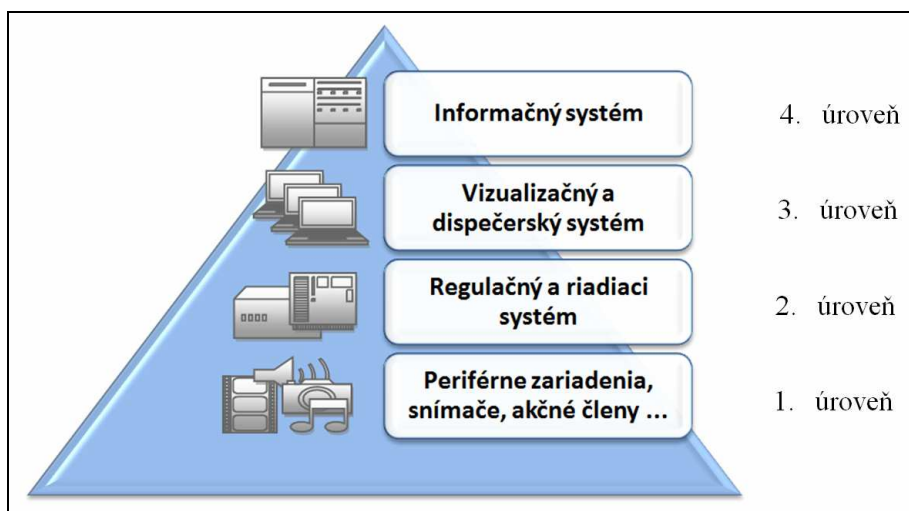 Informačný systém
4. úroveň
Vizualizačný a
dispečerský systém
3. úroveň
Regulačný a riadiaci
systém
2. úroveň
Periférne zariadenia,
snímače, akčné členy ...
1. úroveň